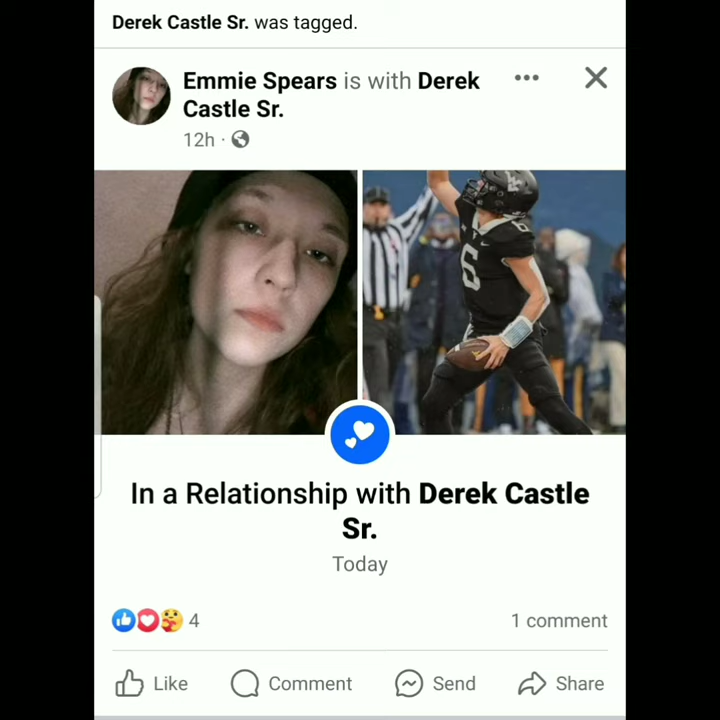 Derek Castle Sr. was tagged.
Emmie Spears is with Derek
Castle Sr.
12h ·
6
In a Relationship with Derek Castle
Sr.
Today
4
1 comment
Like
Comment
Send
Share